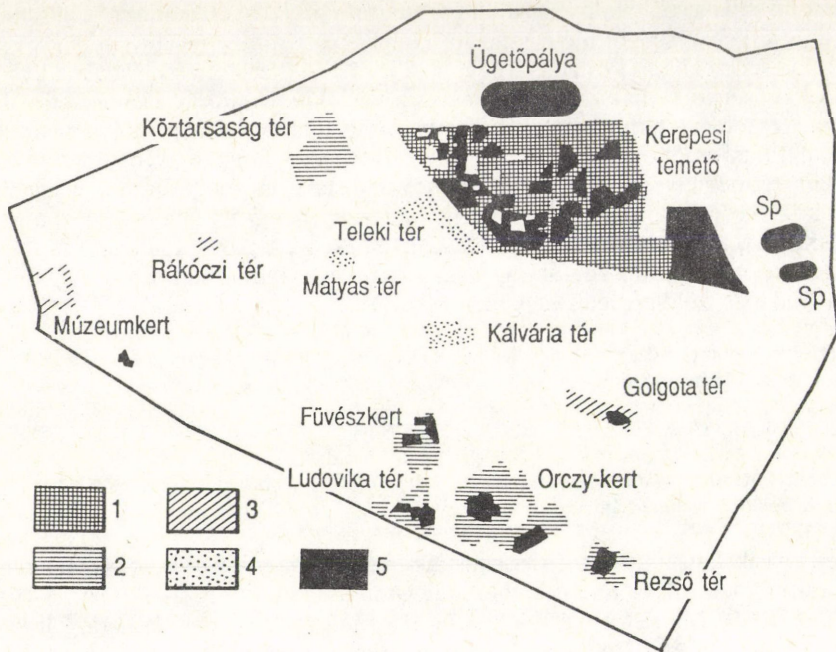 Ügetőpálya
Köztársaság tér
Kerepesi
temető
Sp
Teleki tér
Rákóczi tér
Mátyás tér
Sp
Múzeumkert
Kálvária tér
Golgota tér
Füvészkert
Ludovika tér
Orczy-kert
1
3
2
4
5
Rezső tér